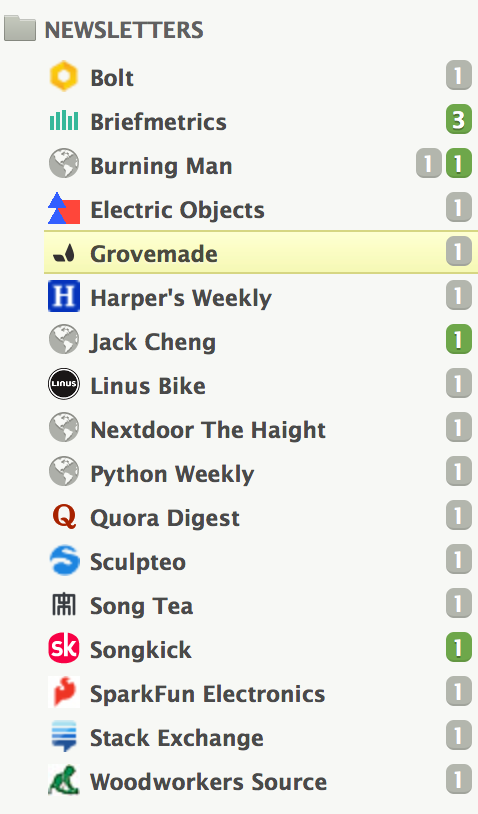 NEWSLETTERS
Bolt 1
Briefmetrics 3
Burning Man 1 1
Electric Objects 1
Grovemade 1
H Harper's Weekly 1
Jack Cheng 1
LINUS Linus Bike 1
Nextdoor The Haight 1
Python Weekly 1
Q Quora Digest 1
Sculpteo 1
Song Tea 1
sk Songkick 1
SparkFun Electronics 1
Stack Exchange 1
Woodworkers Source 1